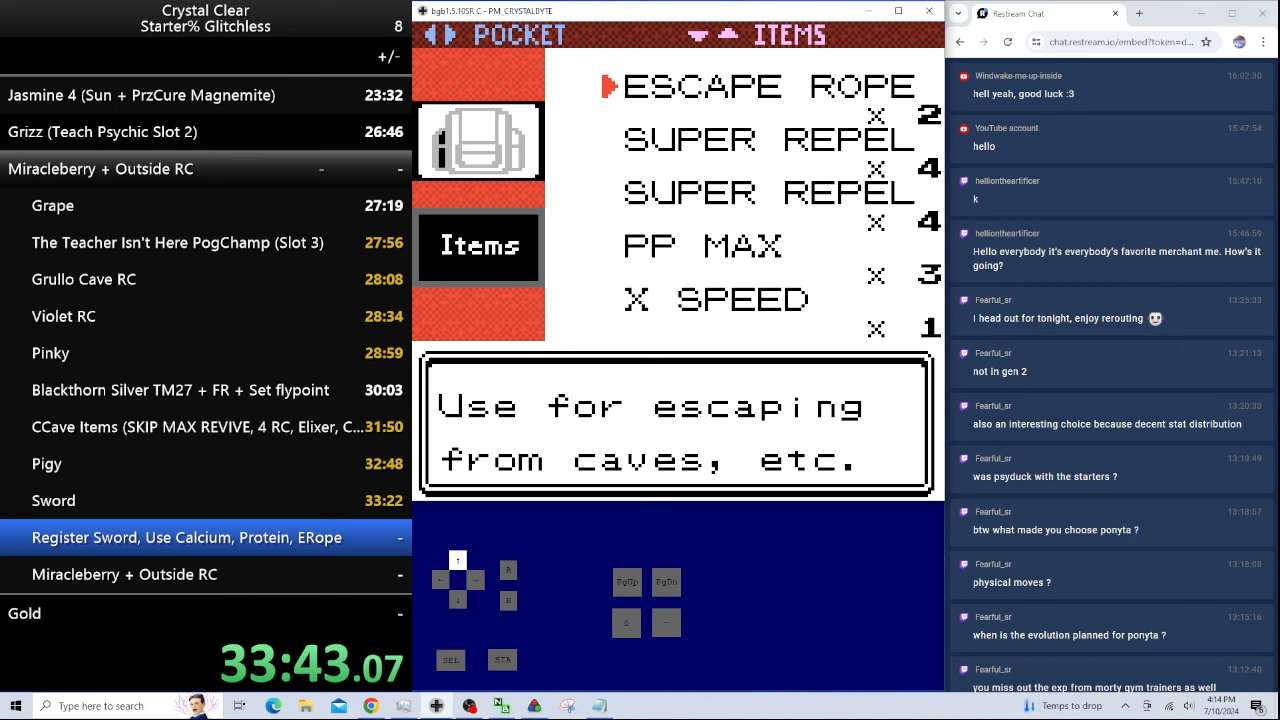 Crystal Clear
Starter% Glitchless
8
+/-
Janine 4 (Sun Day, Curl, Magnemite)
23:32
Grizz (Teach Psychic Slot 2)
26:46
Miracleberry + Outside RC
-
-
Grape
27:19
The Teacher Isn't Here PogChamp (Slot 3)
27:56
Grullo Cave RC
28:08
Violet RC
28:34
Pinky
28:59
Blackthorn Silver TM27 + FR + Set flypoint
30:03
CCave Items (SKIP MAX REVIVE, 4 RC, Elixer, C...
31:50
Pigy
32:48
Sword
33:22
Register Sword, Use Calcium, Protein, ERope
-
Miracleberry + Outside RC
-
Gold
-
33:43.07
bgb1.5.10SR C - PM_CRYSTALBYTE
POCKET
ITEMS
ESCAPE ROPE
× 2
SUPER REPEL
× 4
SUPER REPEL
× 4
PP MAX
× 3
X SPEED
× 1
Items
Use for escaping
from caves, etc.
↑
← →
↓
A
B
SEL
STA
PgUp
PgDn
0
-
Restream Chat
chat.restream.io/embed?token=8299c1...
Windwake-me-up-inside
16:02:30
hell yeah, good luck :3
YouTube account
15:47:54
hello
helliontheartificer
15:47:10
k
helliontheartificer
15:46:59
Hello everybody it's everybody's favorite merchant me. How's it
going?
Fearful_sr
13:25:33
I head out for tonight, enjoy rerouting
Fearful_sr
13:21:13
not in gen 2
Fearful_sr
13:20:33
also an interesting choice because decent stat distribution
Fearful_sr
13:19:49
was psyduck with the starters ?
Fearful_sr
13:18:57
btw what made you choose ponyta ?
Fearful_sr
13:18:08
physical moves ?
Fearful_sr
13:15:16
when is the evolution planned for ponyta ?
Fearful_sr
13:12:40
you miss out the exp from morty gym trainys aswell
Type here to search
Temps to drop
4:14 PM
7/10/2024